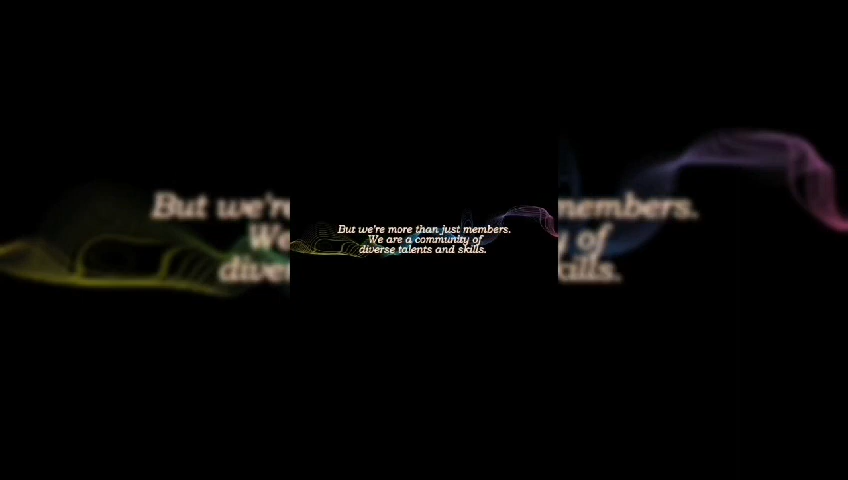 But we're more than just members.
We are a community of
diverse talents and skills.